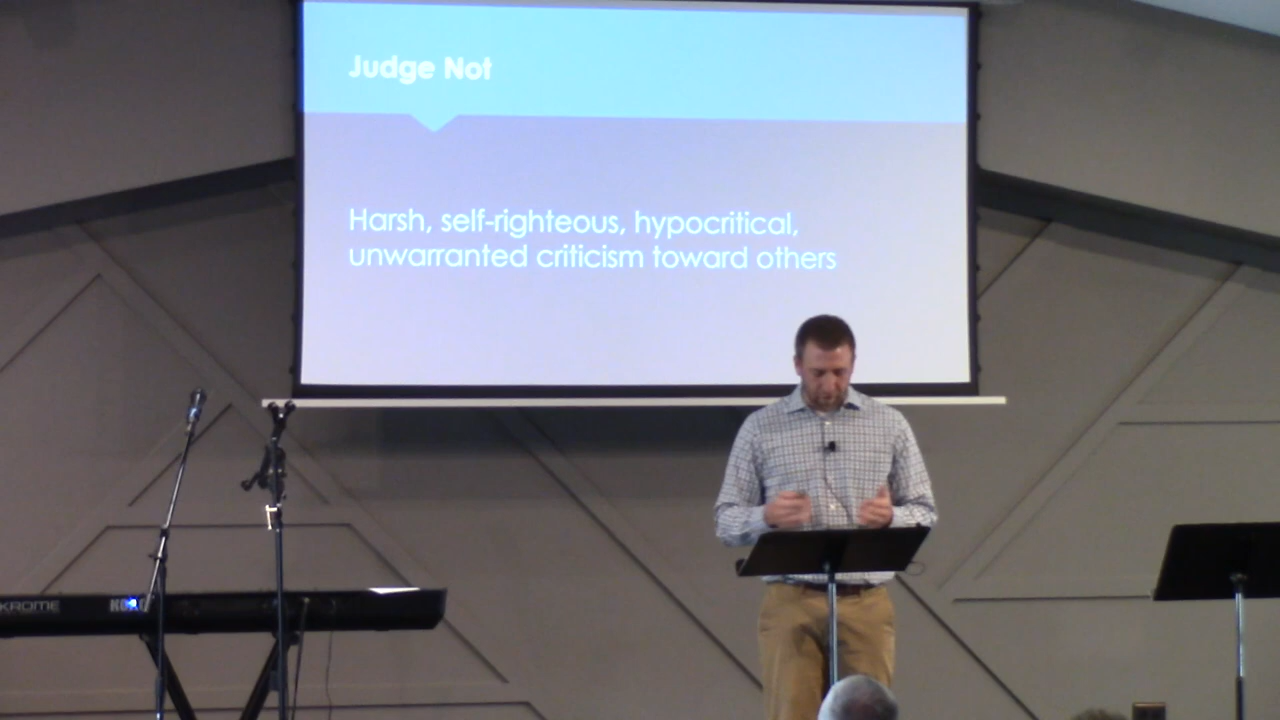 Judge Not
Harsh, self-righteous, hypocritical,
unwarranted criticism toward others
KROME
KORG